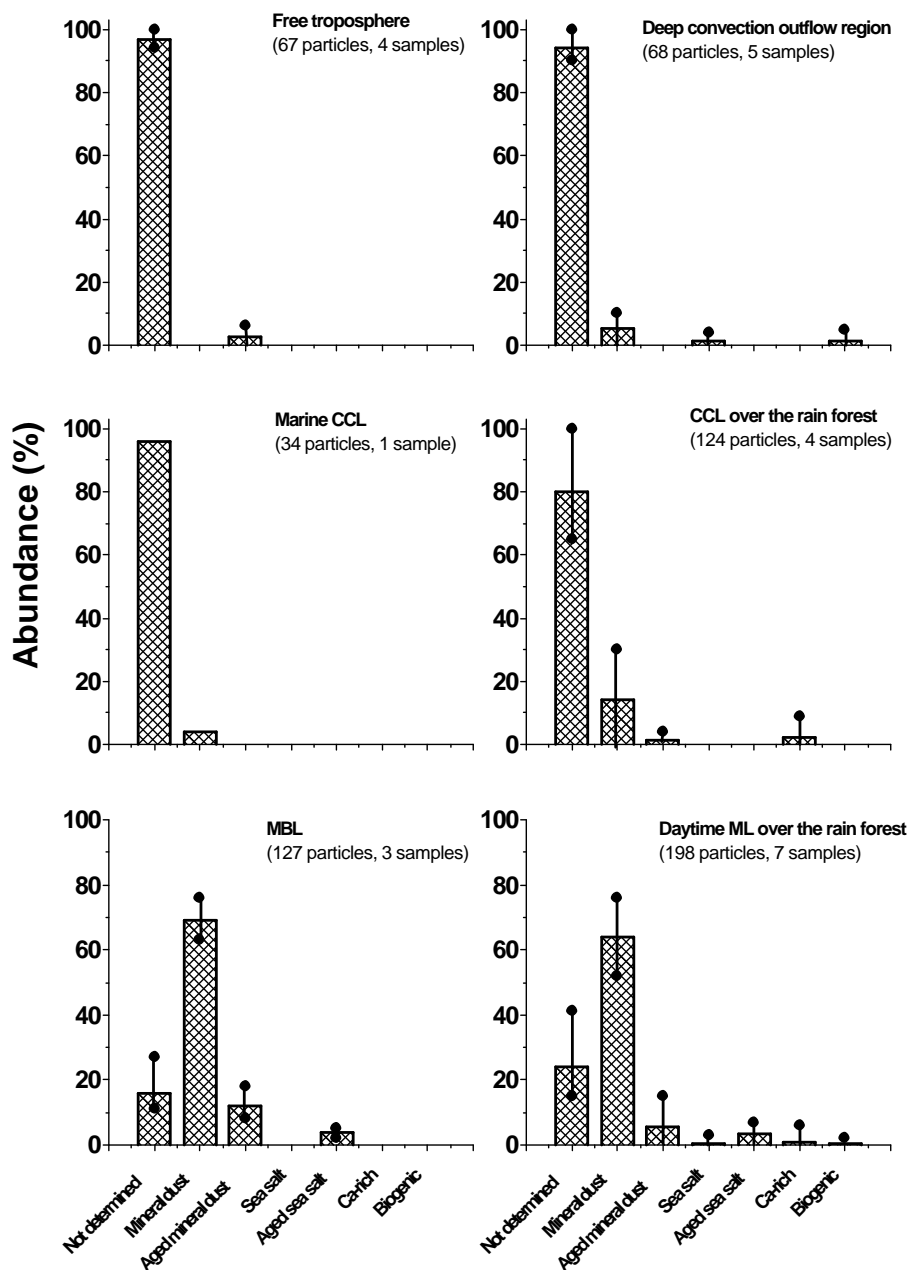 Free troposphere
(67 particles, 4 samples)
100
80
60
40
20
0
Deep convection outflow region
(68 particles, 5 samples)
100
80
60
40
20
0
Abundance (%)
Marine CCL
(34 particles, 1 sample)
100
80
60
40
20
0
CCL over the rain forest
(124 particles, 4 samples)
100
80
60
40
20
0
MBL
(127 particles, 3 samples)
100
80
60
40
20
0
Not determined
Mineral dust
Aged mineral dust
Sea salt
Aged sea salt
Ca-rich
Biogenic
Daytime ML over the rain forest
(198 particles, 7 samples)
100
80
60
40
20
0
Not determined
Mineral dust
Aged mineral dust
Sea salt
Aged sea salt
Ca-rich
Biogenic